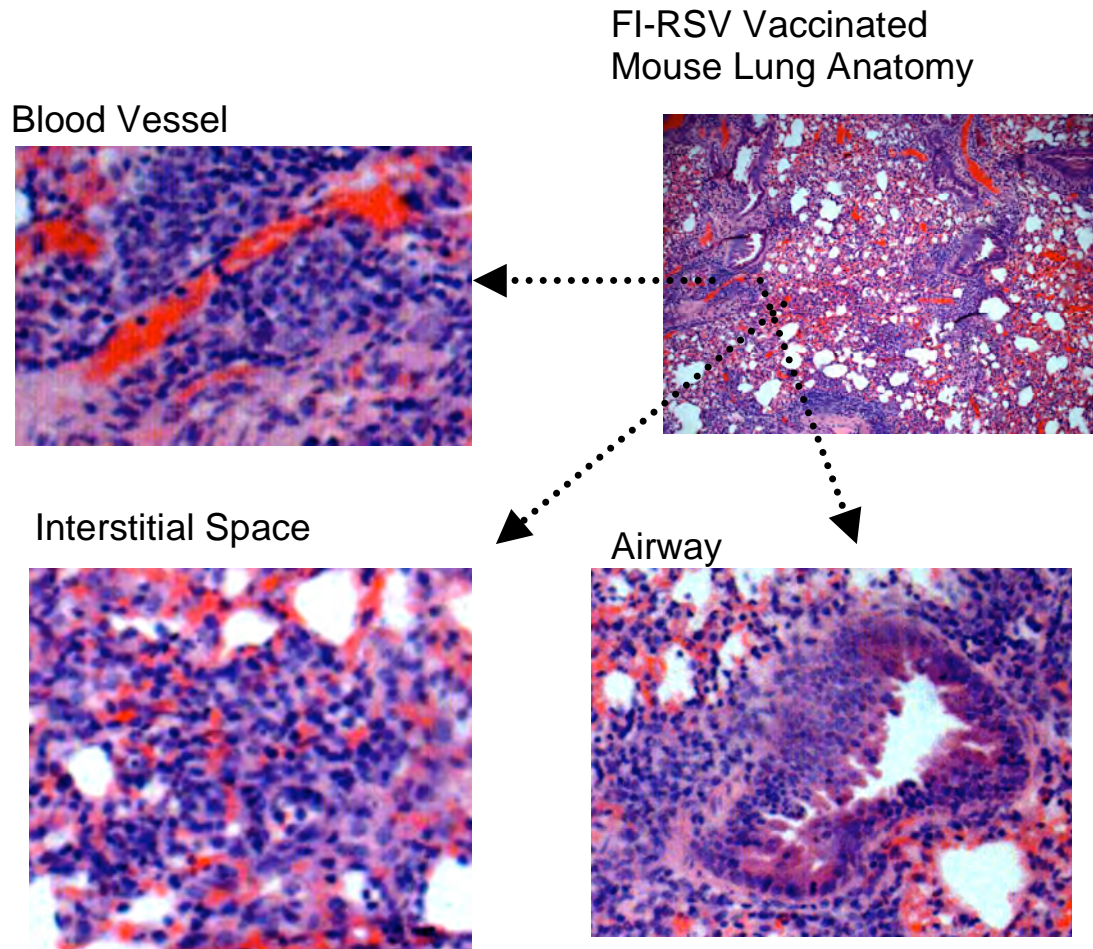 FI-RSV Vaccinated
Mouse Lung Anatomy
Blood Vessel
Interstitial Space
Airway